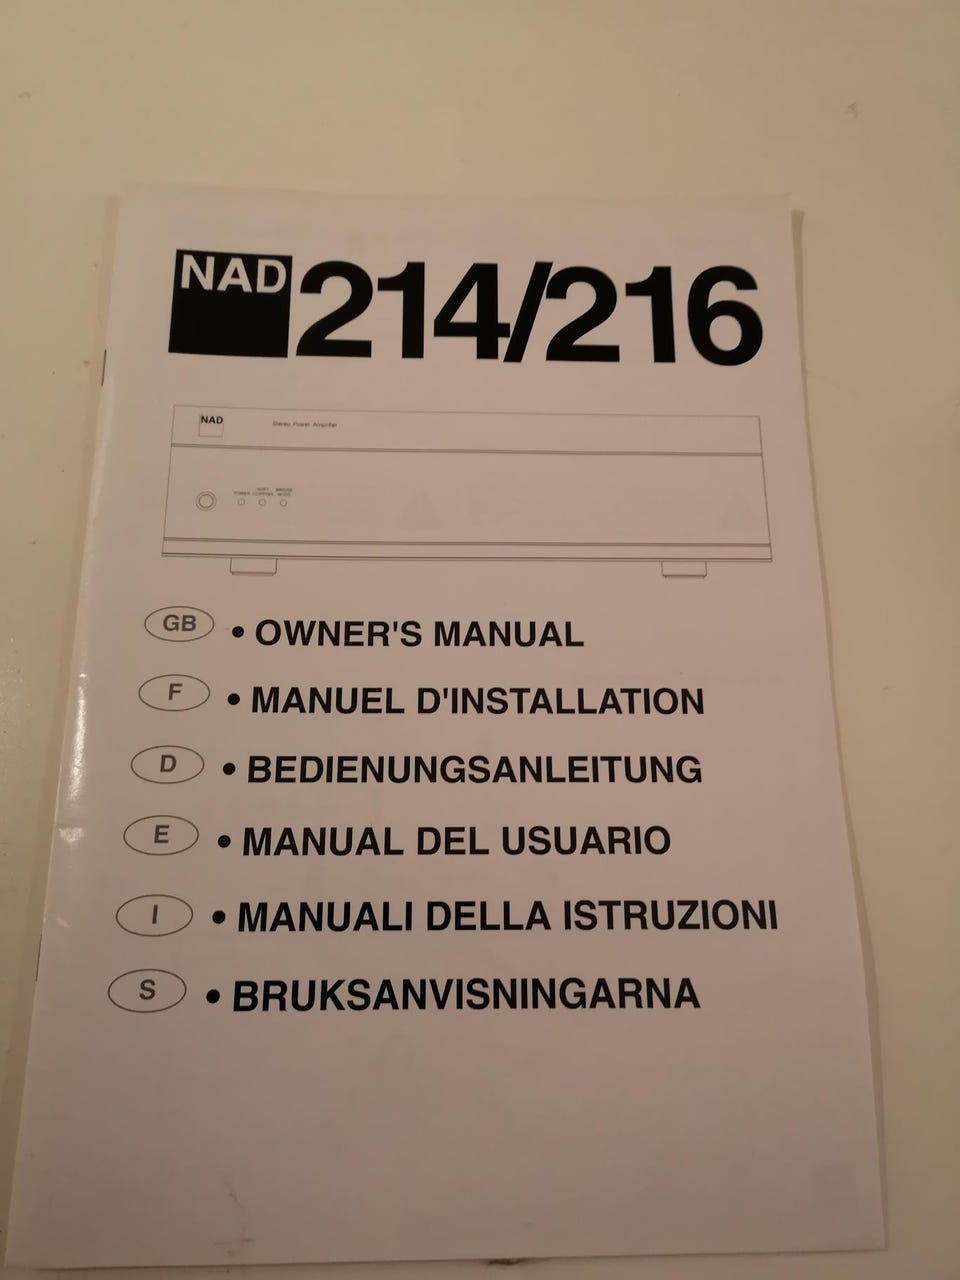 NAD 214/216
NAD Stereo Power Amplifier
SOFT BRIDGE
POWER CLIPPING MODE
GB • OWNER'S MANUAL
F • MANUEL D'INSTALLATION
D • BEDIENUNGSANLEITUNG
E • MANUAL DEL USUARIO
I • MANUALI DELLA ISTRUZIONI
S • BRUKSANVISNINGARNA